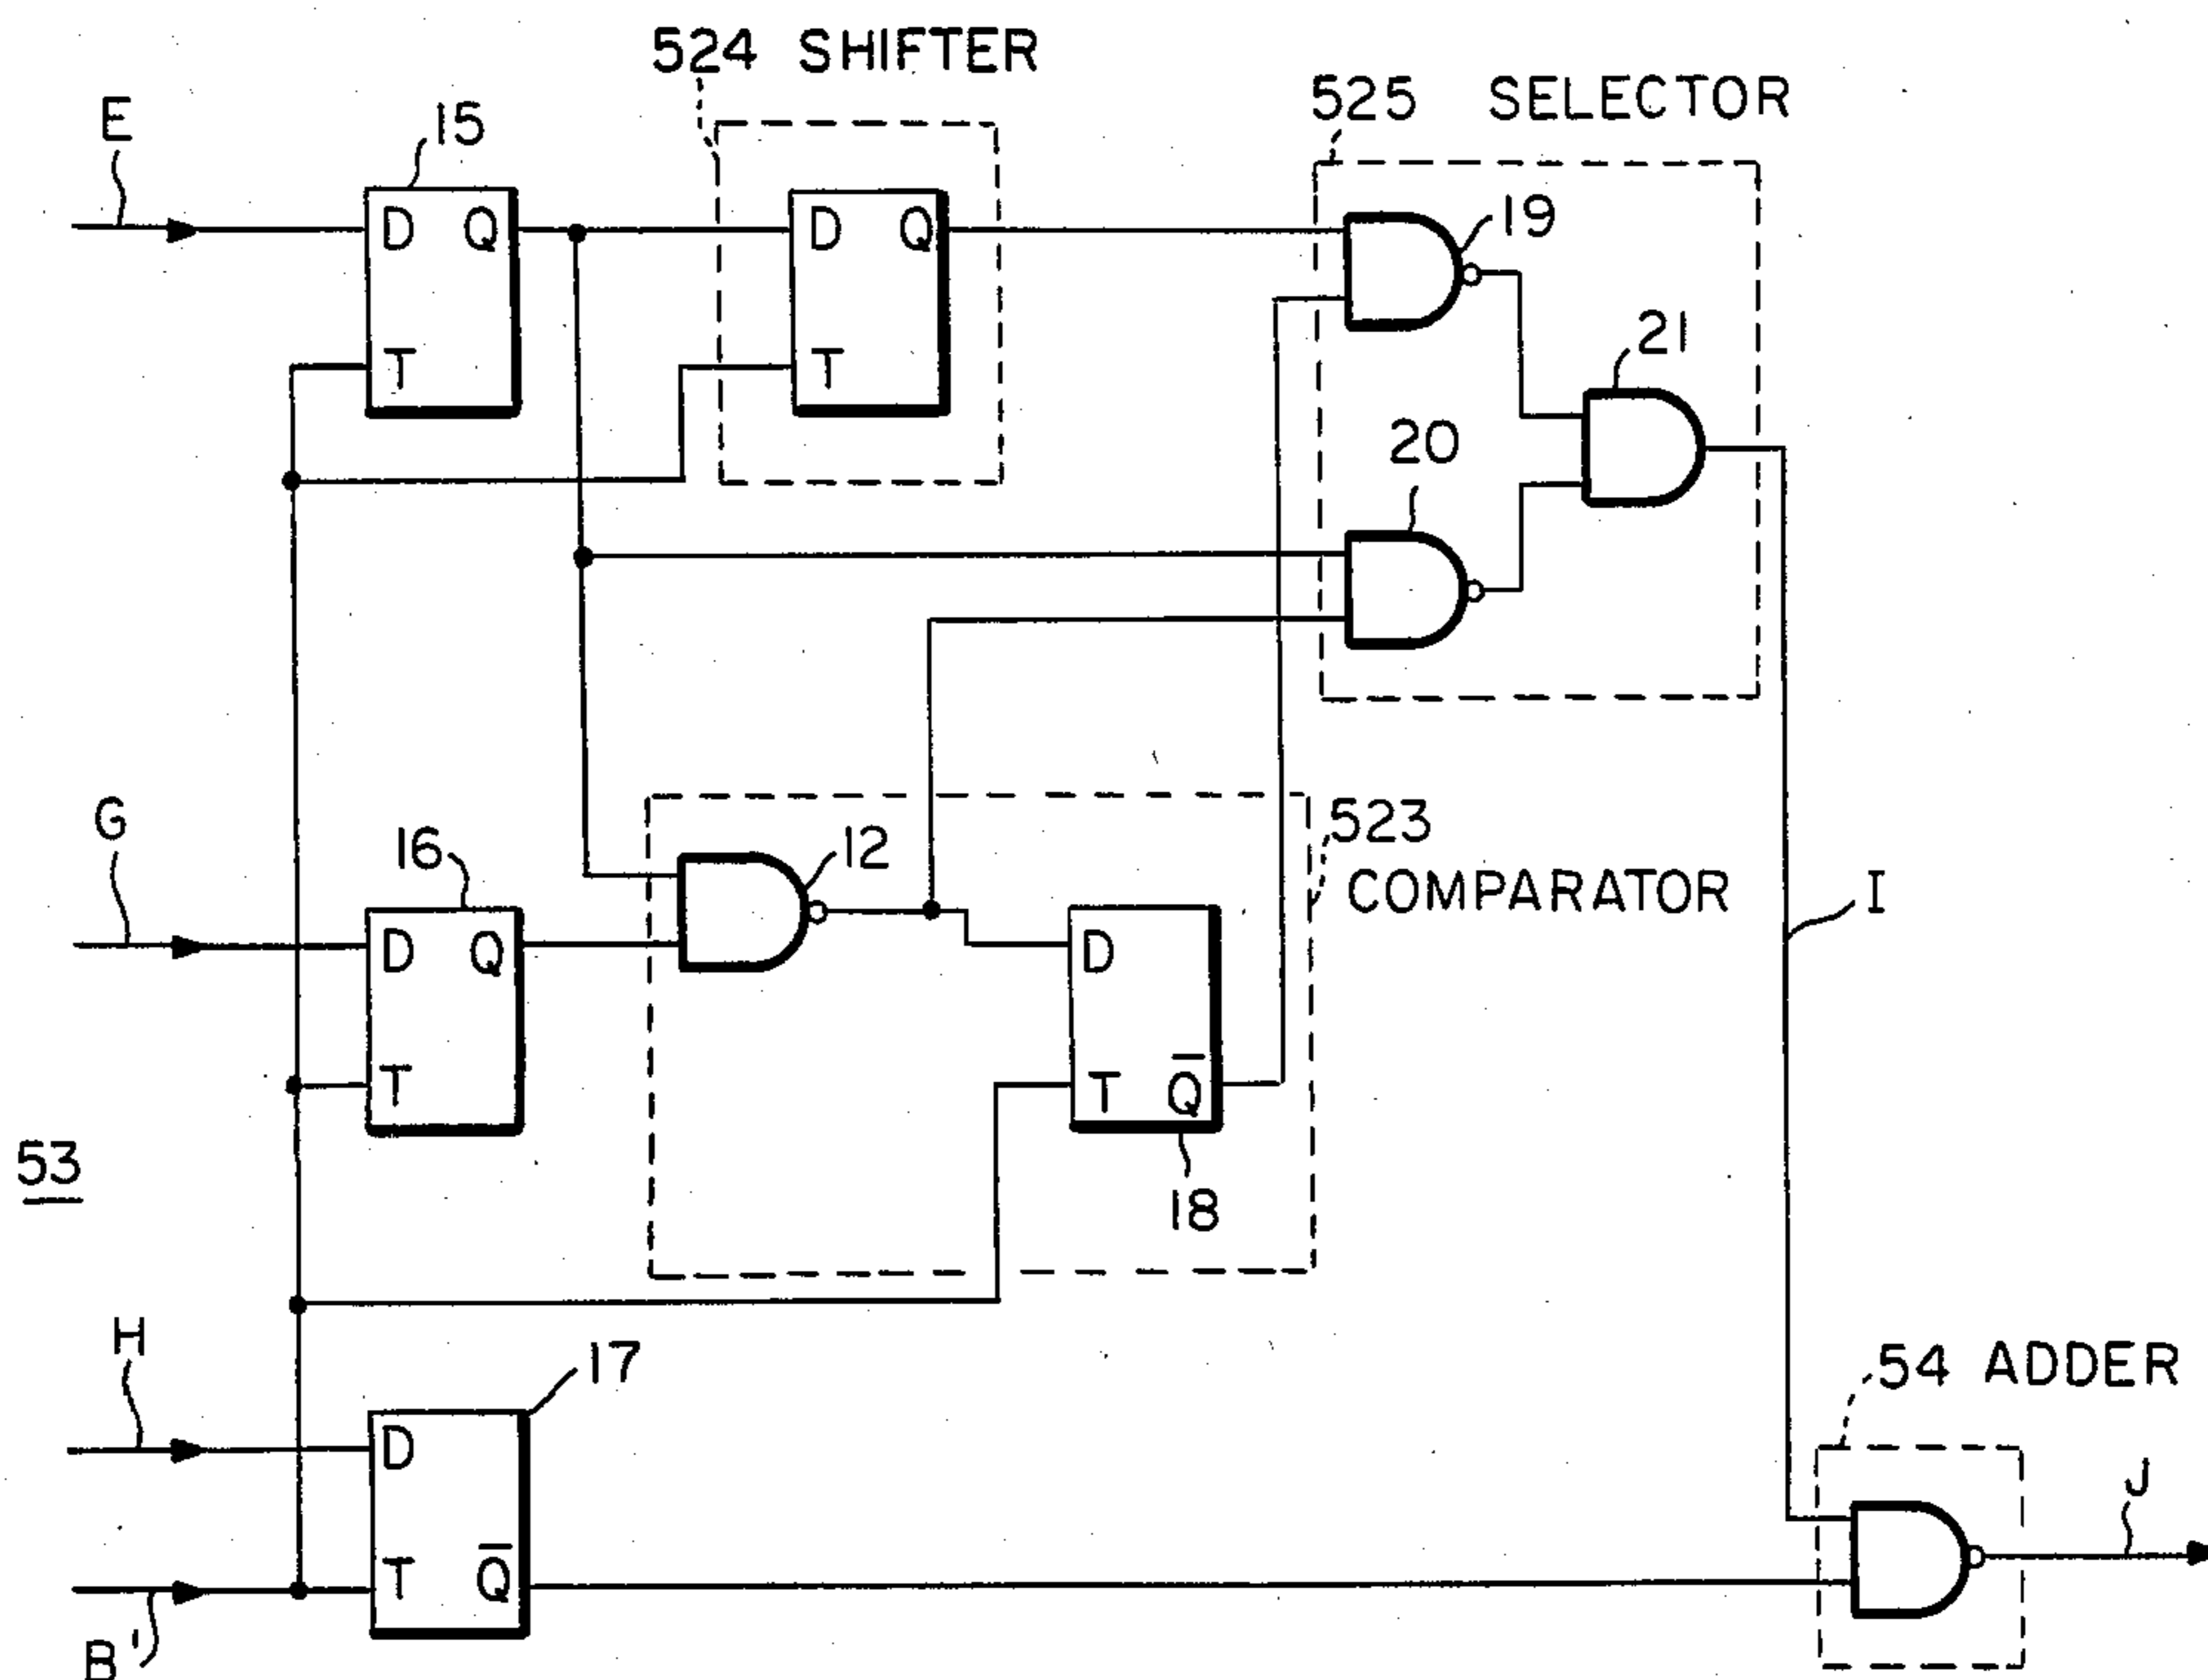 524 SHIFTER
525 SELECTOR
E
15
D Q
T
D Q
T
19
21
20
G
16
D Q
T
12
523
COMPARATOR
D
T Q̅
18
I
53
H
17
D
T Q̅
B'
54 ADDER
J